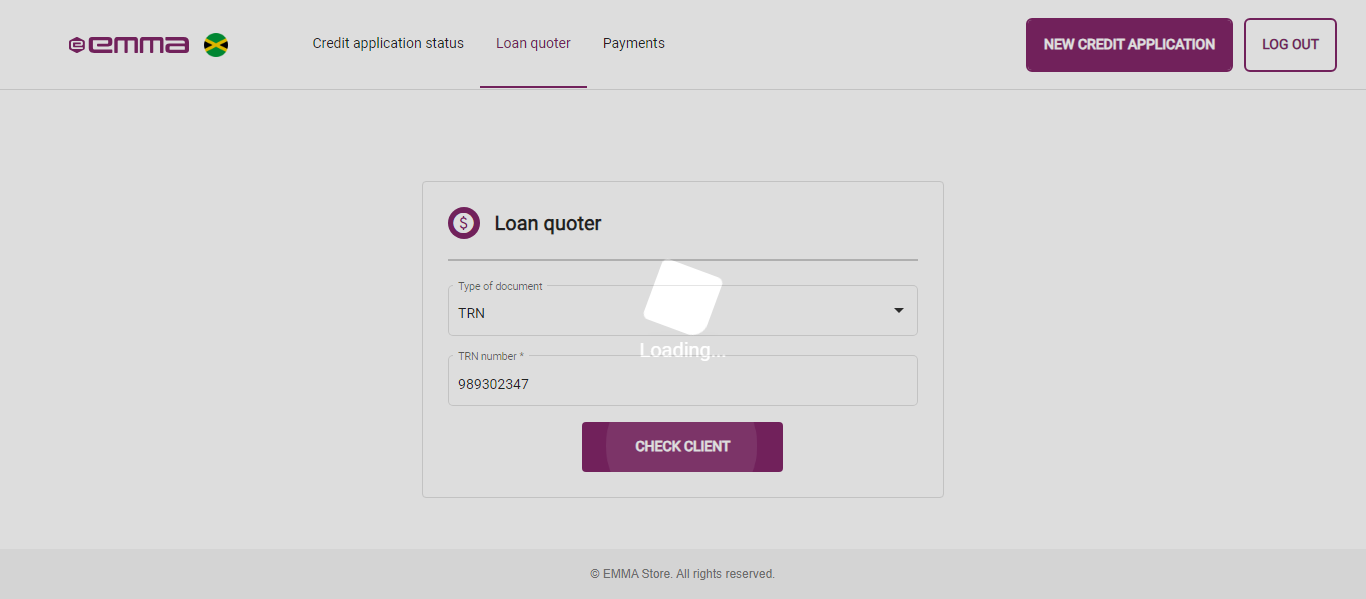 emma
Credit application status
Loan quoter
Payments
NEW CREDIT APPLICATION
LOG OUT
$
Loan quoter
Type of document
TRN
Loading...
TRN number *
989302347
CHECK CLIENT
© EMMA Store. All rights reserved.